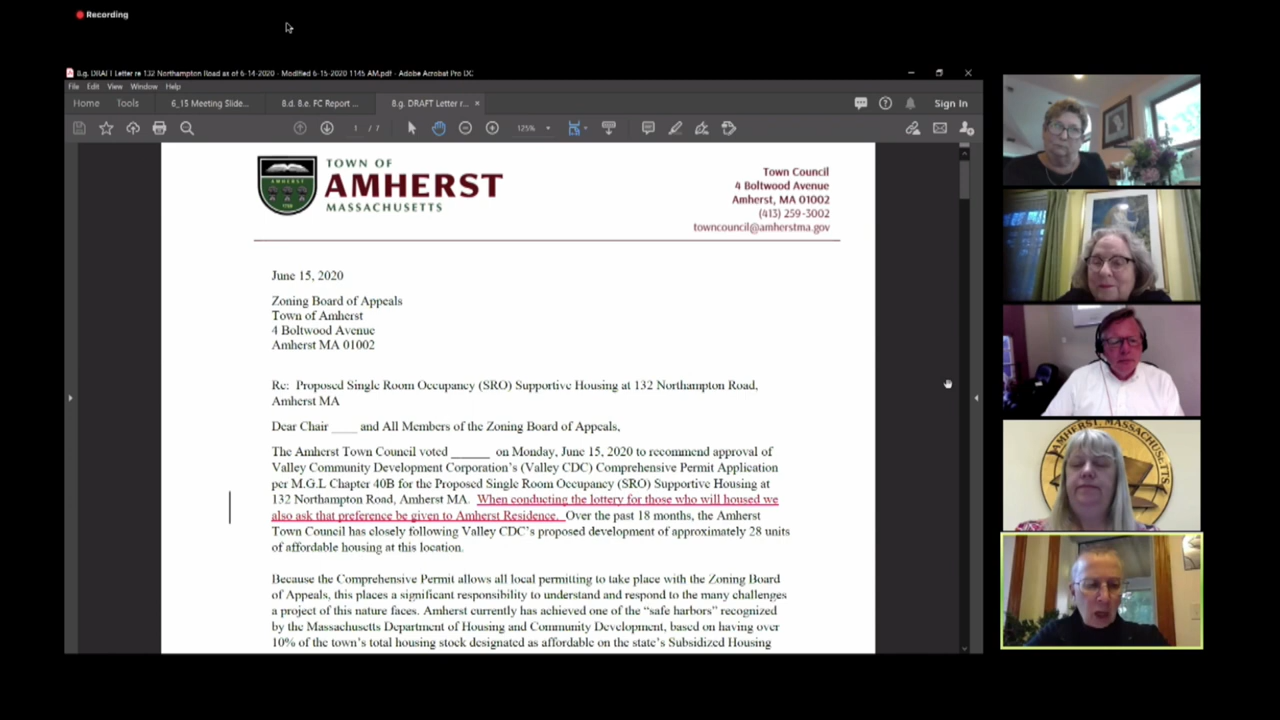 Recording
8.g. DRAFT Letter re 132 Northampton Road as of 6-14-2020 - Modified 6-15-2020 1145 AM.pdf - Adobe Acrobat Pro DC
File Edit View Window Help
Home Tools 6_15 Meeting Slide... 8.d. 8.e. FC Report ... 8.g. DRAFT Letter r... × Sign In
1 / 7 125%
TOWN OF
AMHERST
MASSACHUSETTS
Town Council
4 Boltwood Avenue
Amherst, MA 01002
(413) 259-3002
towncouncil@amherstma.gov
June 15, 2020
Zoning Board of Appeals
Town of Amherst
4 Boltwood Avenue
Amherst MA 01002
Re: Proposed Single Room Occupancy (SRO) Supportive Housing at 132 Northampton Road,
Amherst MA
Dear Chair ____ and All Members of the Zoning Board of Appeals,
The Amherst Town Council voted ______ on Monday, June 15, 2020 to recommend approval of
Valley Community Development Corporation's (Valley CDC) Comprehensive Permit Application
per M.G.L Chapter 40B for the Proposed Single Room Occupancy (SRO) Supportive Housing at
132 Northampton Road, Amherst MA. When conducting the lottery for those who will housed we
also ask that preference be given to Amherst Residence. Over the past 18 months, the Amherst
Town Council has closely following Valley CDC's proposed development of approximately 28 units
of affordable housing at this location.
Because the Comprehensive Permit allows all local permitting to take place with the Zoning Board
of Appeals, this places a significant responsibility to understand and respond to the many challenges
a project of this nature faces. Amherst currently has achieved one of the "safe harbors" recognized
by the Massachusetts Department of Housing and Community Development, based on having over
10% of the town's total housing stock designated as affordable on the state's Subsidized Housing
AMHERST, MASSACHUSETTS